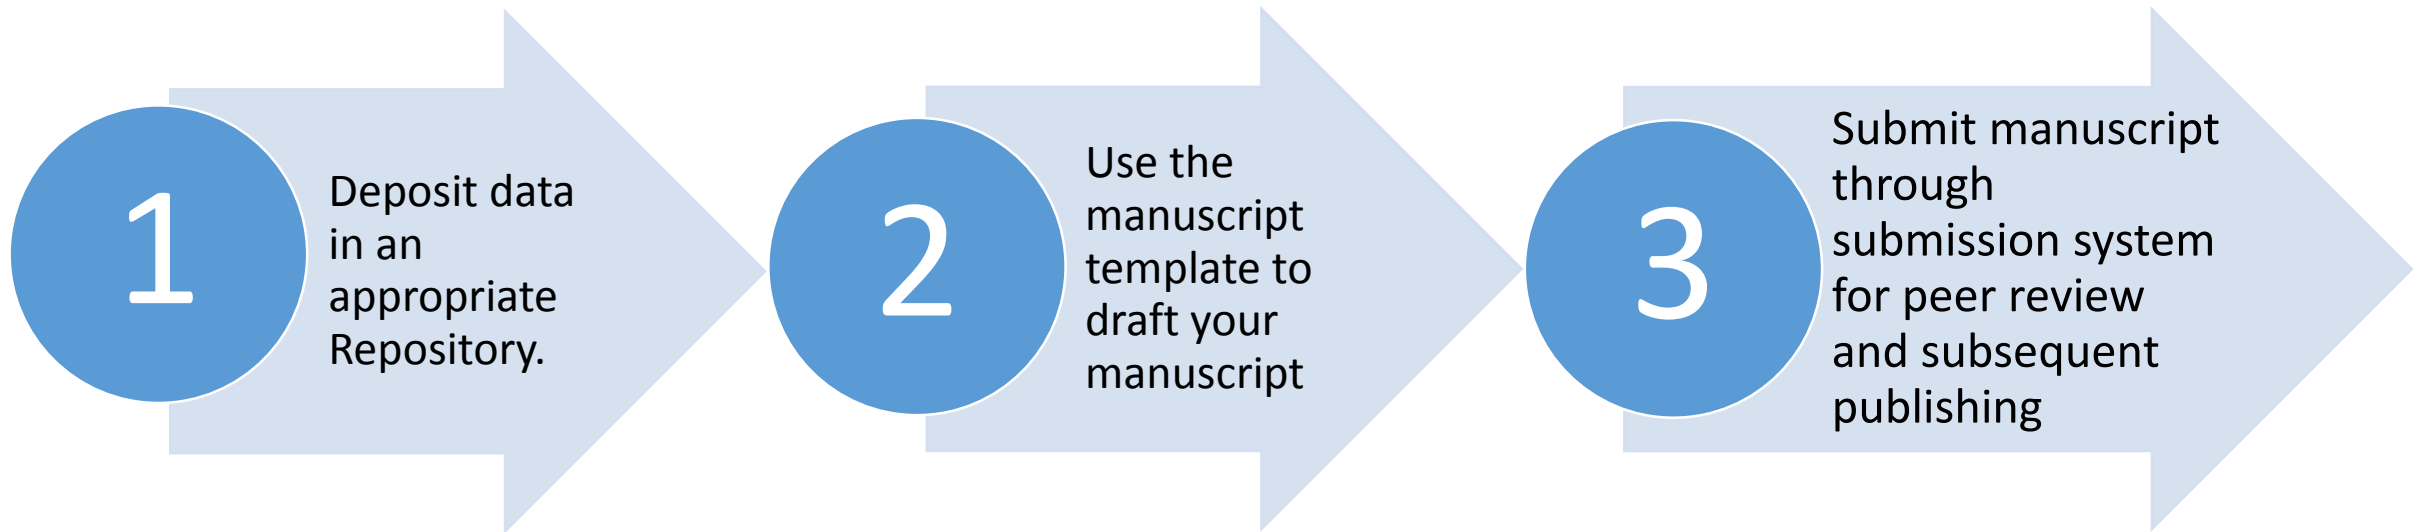 1
Deposit data
in an
appropriate
Repository.
2
Use the
manuscript
template to
draft your
manuscript
3
Submit manuscript
through
submission system
for peer review
and subsequent
publishing